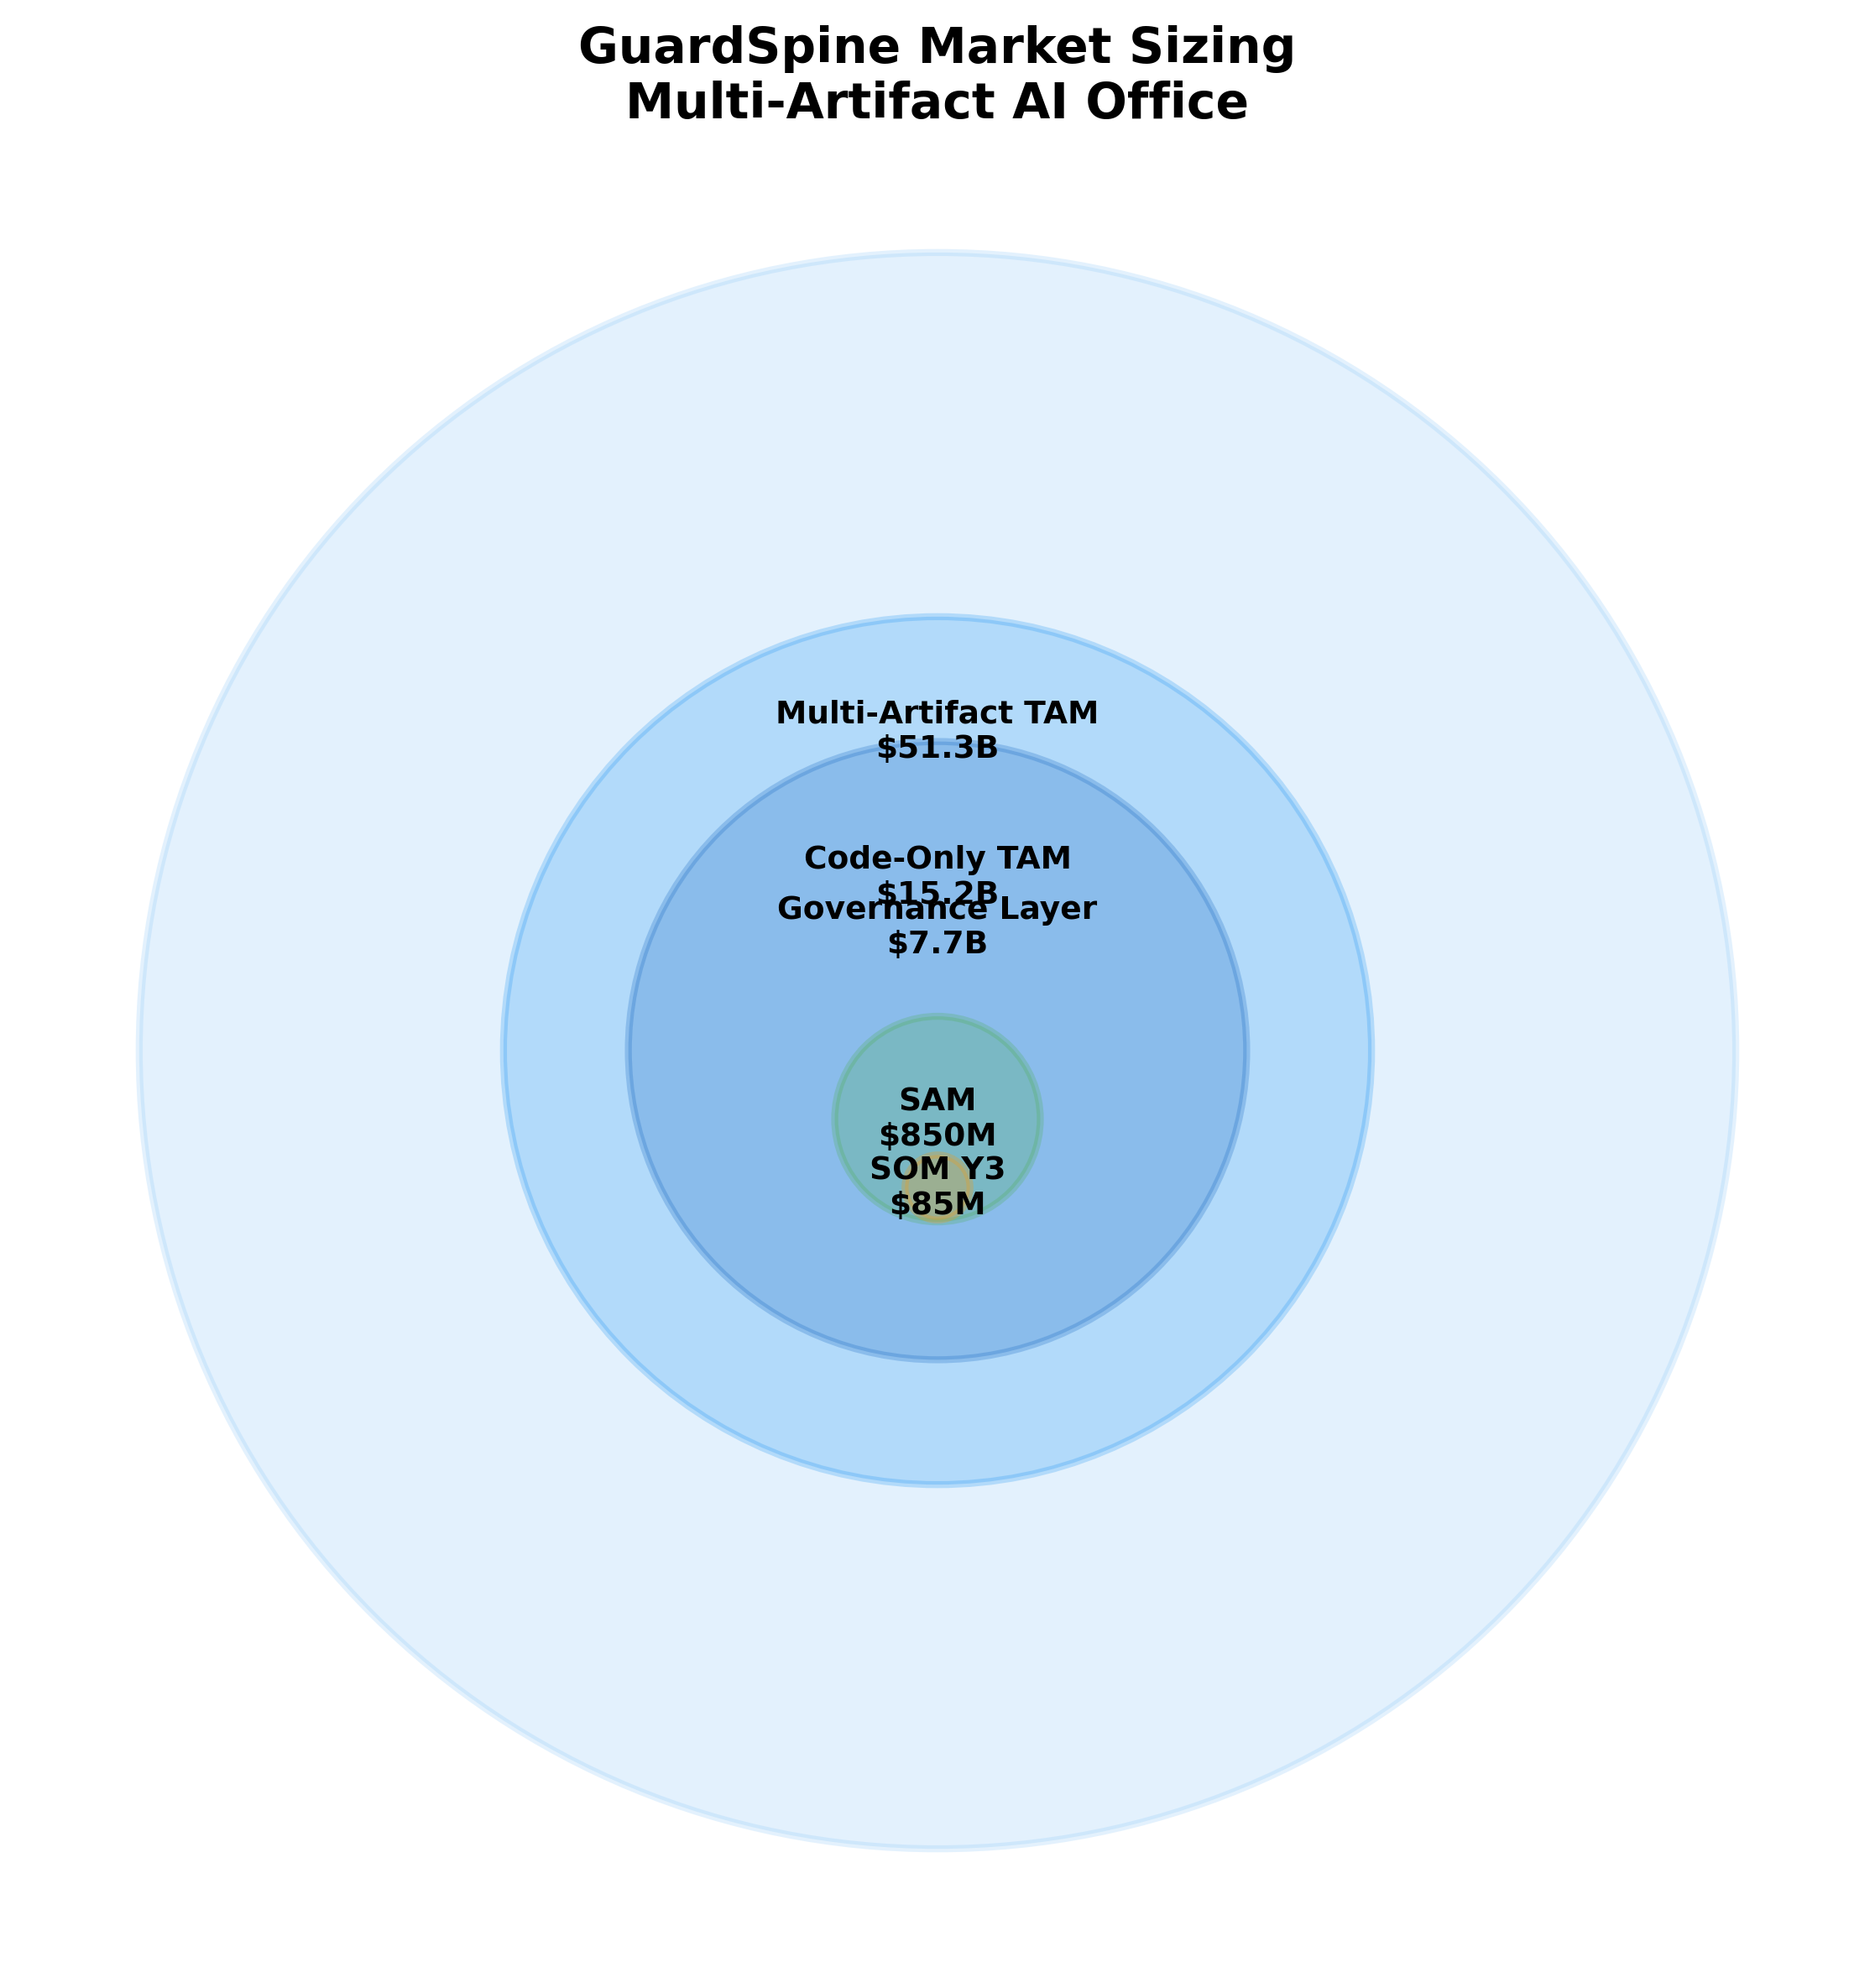 GuardSpine Market Sizing
Multi-Artifact AI Office
Multi-Artifact TAM
$51.3B
Code-Only TAM
$15.2B
Governance Layer
$7.7B
SAM
$850M
SOM Y3
$85M